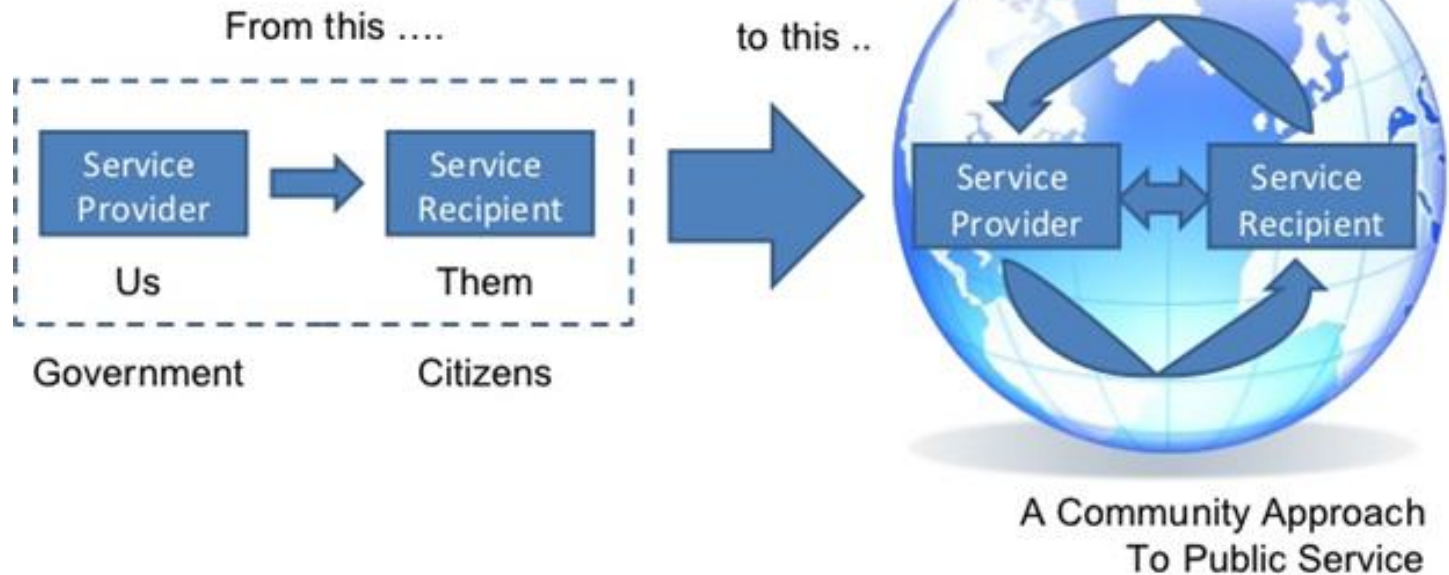 From this ....
to this ..
Service
Provider
Service
Recipient
Us
Them
Government
Citizens
Service
Provider
Service
Recipient
A Community Approach
To Public Service